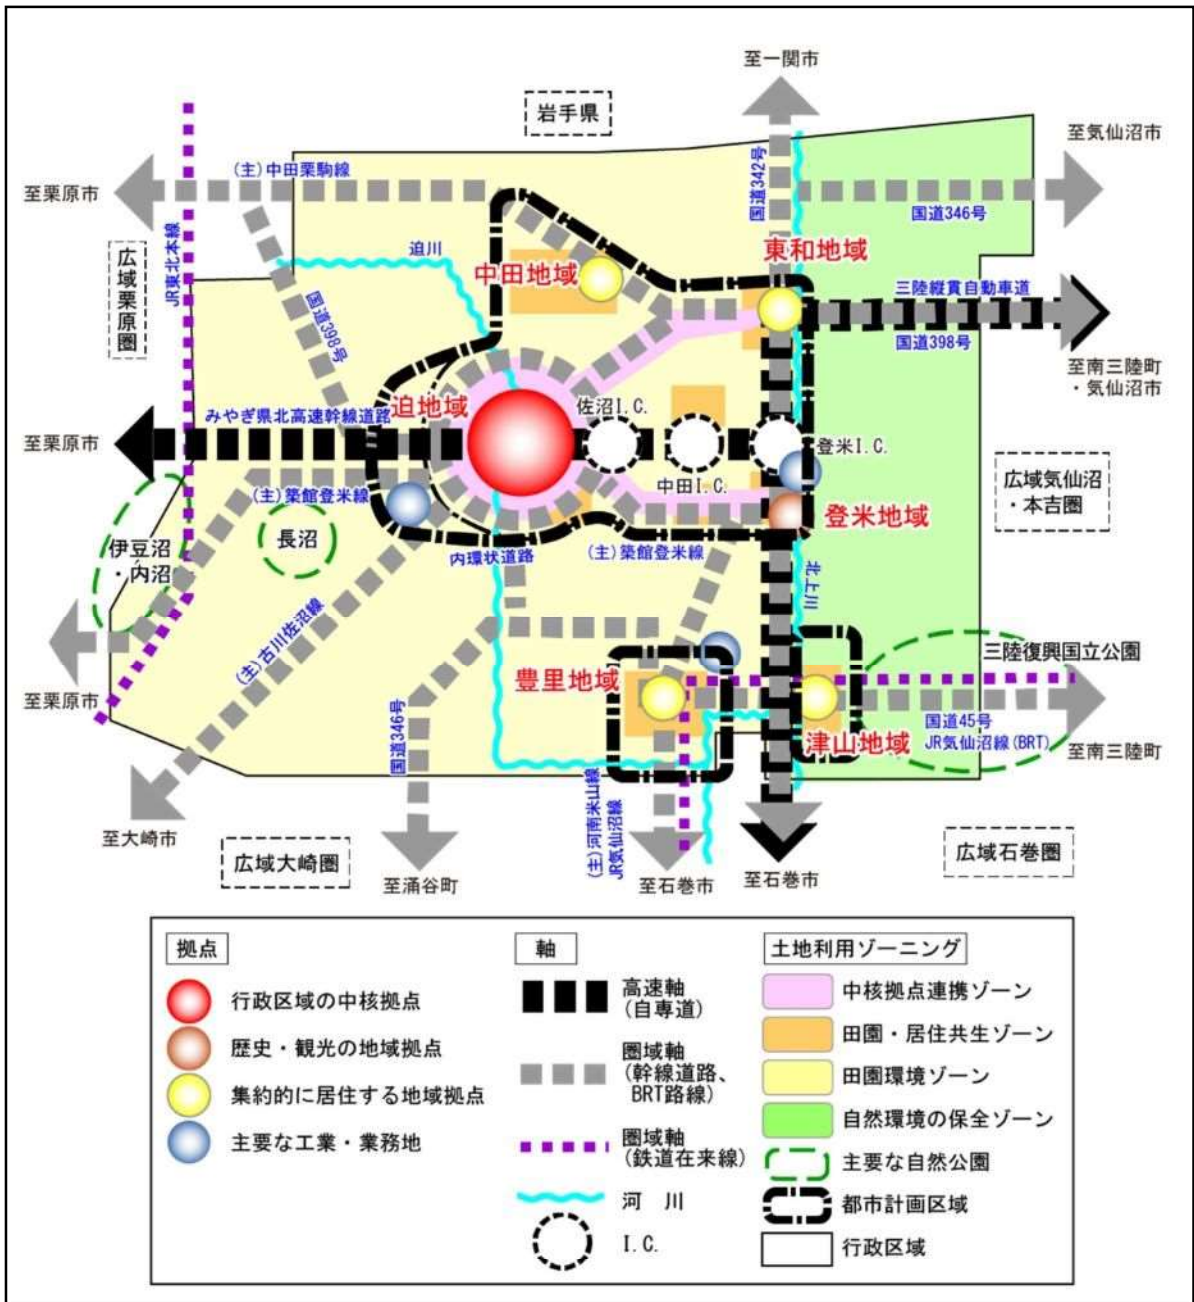 至一関市
岩手県
至気仙沼市
(主)中田栗駒線
至栗原市
国道342号
国道346号
JR東北本線
迫川
東和地域
中田地域
広域栗原圏
三陸縦貫自動車道
国道398号
国道398号
至南三陸町
・気仙沼市
迫地域
佐沼I.C.
みやぎ県北高速幹線道路
至栗原市
登米I.C.
中田I.C.
広域気仙沼
・本吉圏
(主)築館登米線
登米地域
長沼
伊豆沼
・内沼
内環状道路
(主)築館登米線
北上川
(主)古川佐沼線
三陸復興国立公園
豊里地域
至栗原市
国道346号
国道45号
JR気仙沼線(BRT)
津山地域
至南三陸町
(主)河南米山線
JR気仙沼線
至大崎市
広域大崎圏
広域石巻圏
至涌谷町
至石巻市
至石巻市
拠点
行政区域の中核拠点
歴史・観光の地域拠点
集約的に居住する地域拠点
主要な工業・業務地
軸
高速軸
(自専道)
圏域軸
(幹線道路、
BRT路線)
圏域軸
(鉄道在来線)
河 川
I.C.
土地利用ゾーニング
中核拠点連携ゾーン
田園・居住共生ゾーン
田園環境ゾーン
自然環境の保全ゾーン
主要な自然公園
都市計画区域
行政区域